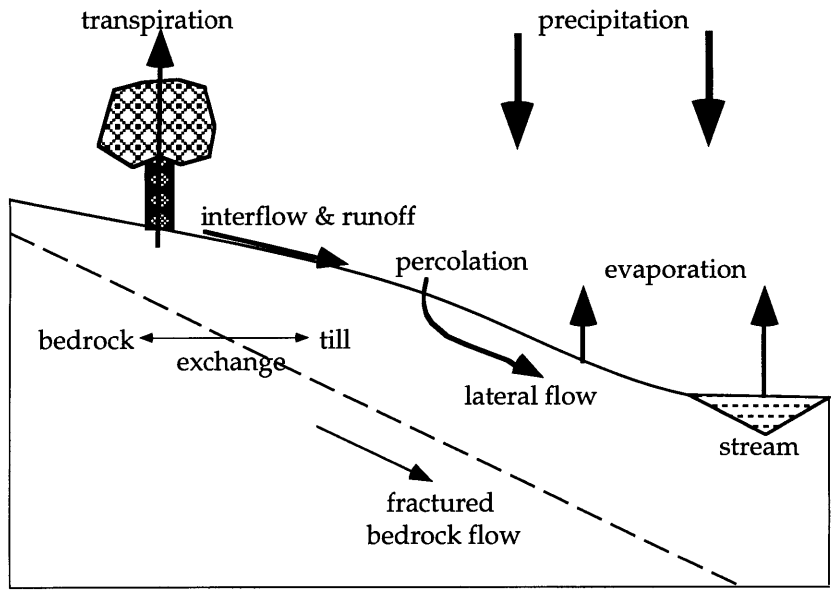 transpiration
precipitation
interflow & runoff
percolation
evaporation
bedrock
till
exchange
lateral flow
stream
fractured
bedrock flow